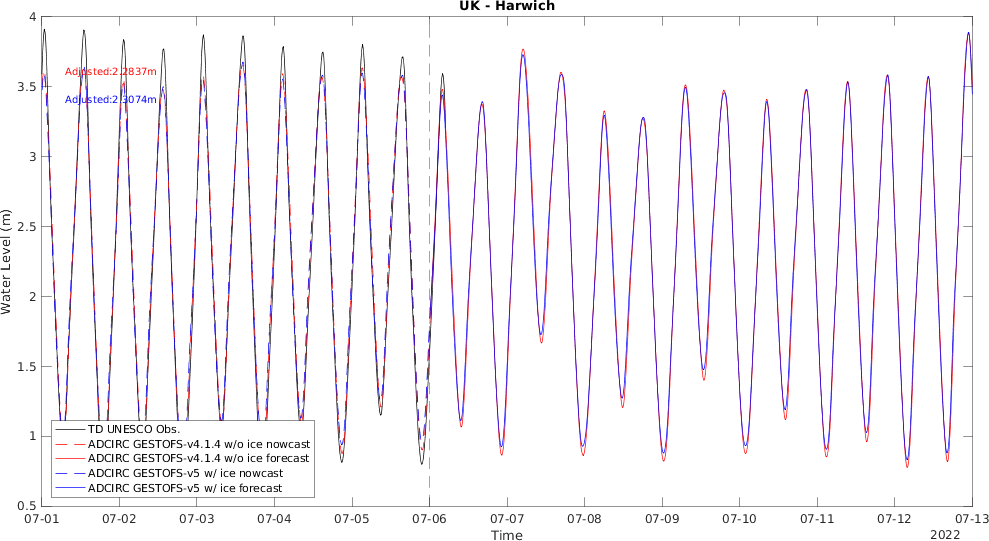 UK - Harwich
4
3.5
3
2.5
2
1.5
1
0.5
Water Level (m)
Adjusted:2.2837m
Adjusted:2.3074m
TD UNESCO Obs.
ADCIRC GESTOFS-v4.1.4 w/o ice nowcast
ADCIRC GESTOFS-v4.1.4 w/o ice forecast
ADCIRC GESTOFS-v5 w/ ice nowcast
ADCIRC GESTOFS-v5 w/ ice forecast
07-01 07-02 07-03 07-04 07-05 07-06 07-07 07-08 07-09 07-10 07-11 07-12 07-13
Time
2022